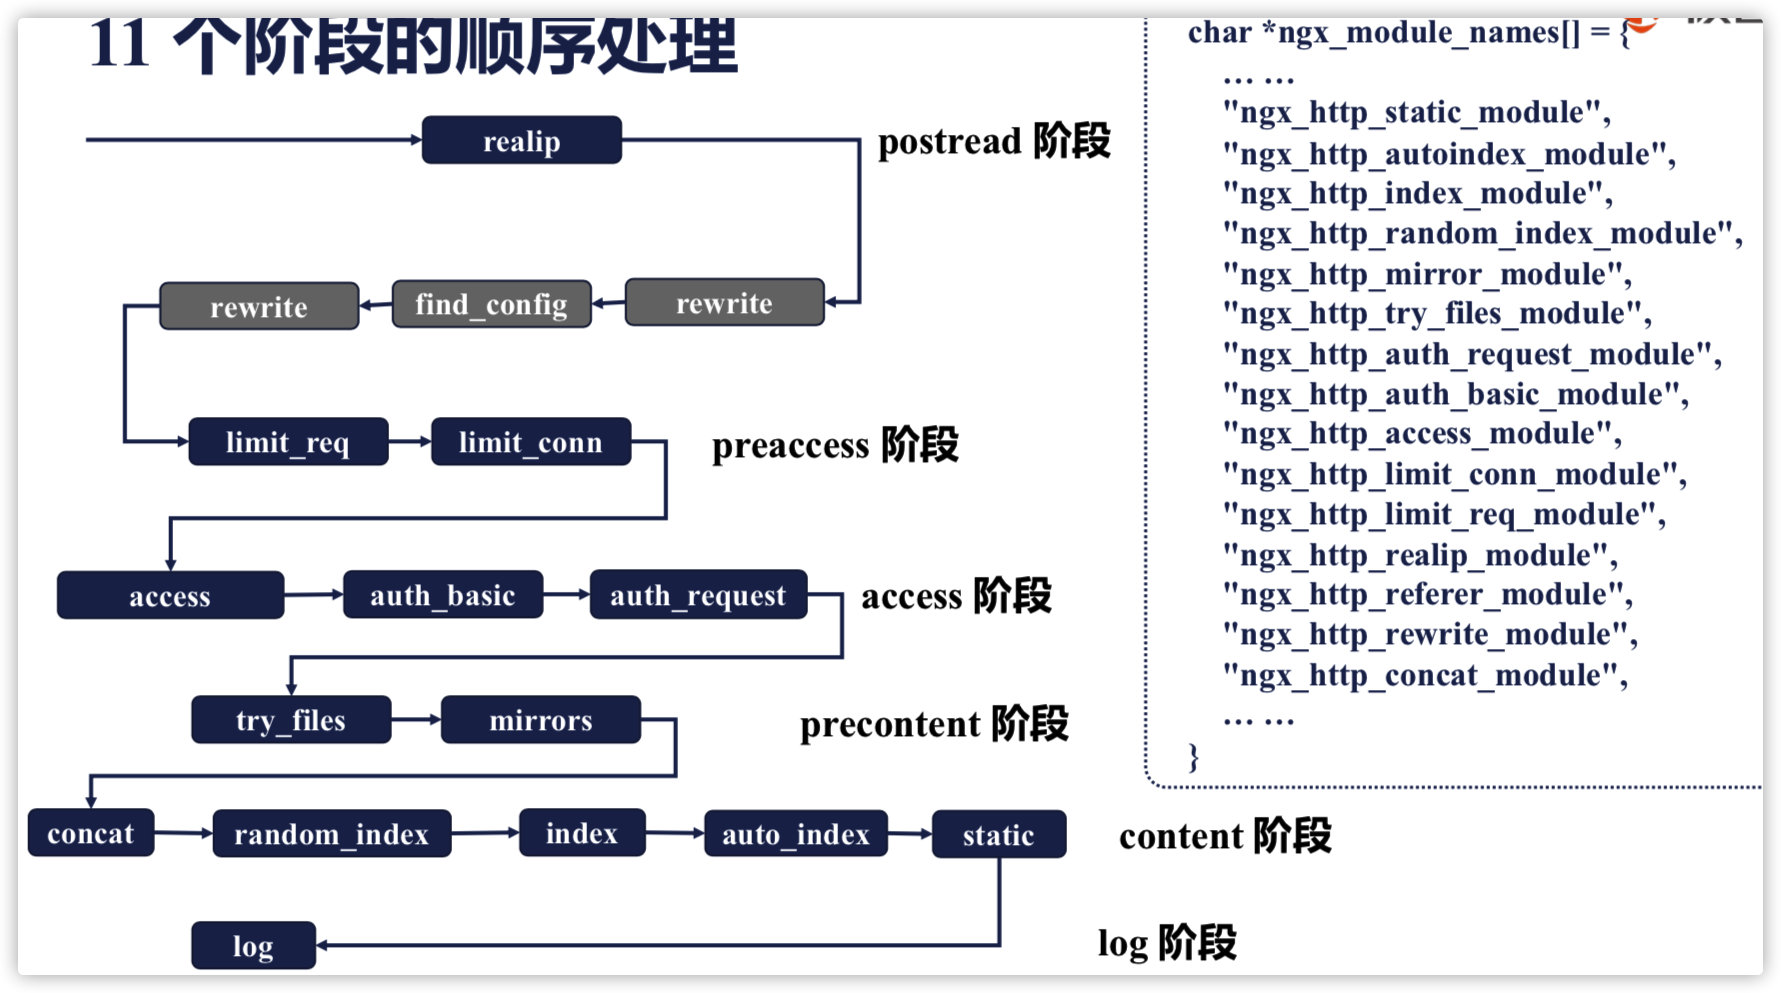 11 个阶段的顺序处理
realip
postread 阶段
rewrite
find_config
rewrite
limit_req
limit_conn
preaccess 阶段
access
auth_basic
auth_request
access 阶段
try_files
mirrors
precontent 阶段
concat
random_index
index
auto_index
static
content 阶段
log
log 阶段
char *ngx_module_names[] = {
... ...
"ngx_http_static_module",
"ngx_http_autoindex_module",
"ngx_http_index_module",
"ngx_http_random_index_module",
"ngx_http_mirror_module",
"ngx_http_try_files_module",
"ngx_http_auth_request_module",
"ngx_http_auth_basic_module",
"ngx_http_access_module",
"ngx_http_limit_conn_module",
"ngx_http_limit_req_module",
"ngx_http_realip_module",
"ngx_http_referer_module",
"ngx_http_rewrite_module",
"ngx_http_concat_module",
... ...
}